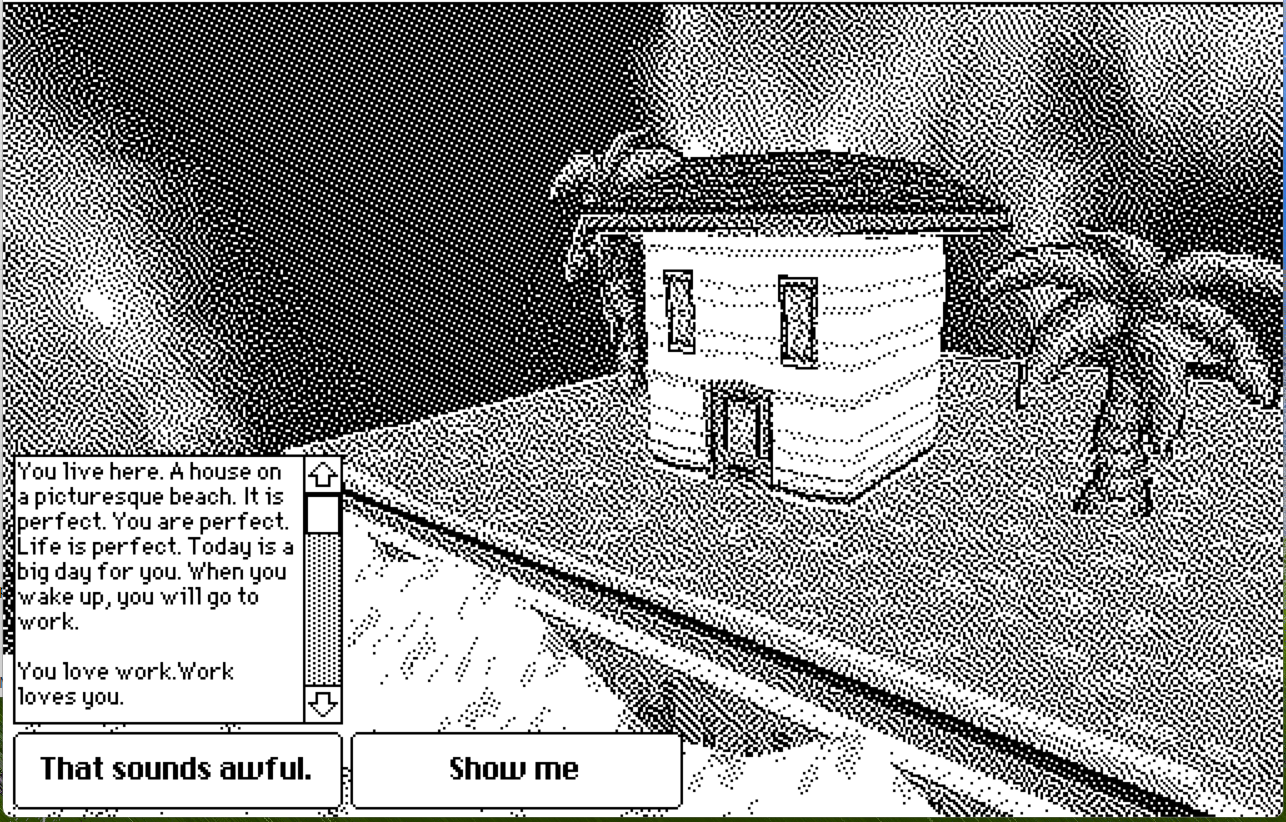 You live here. A house on
a picturesque beach. It is
perfect. You are perfect.
Life is perfect. Today is a
big day for you. When you
wake up, you will go to
work.
You love work.Work
loves you.
That sounds awful.
Show me